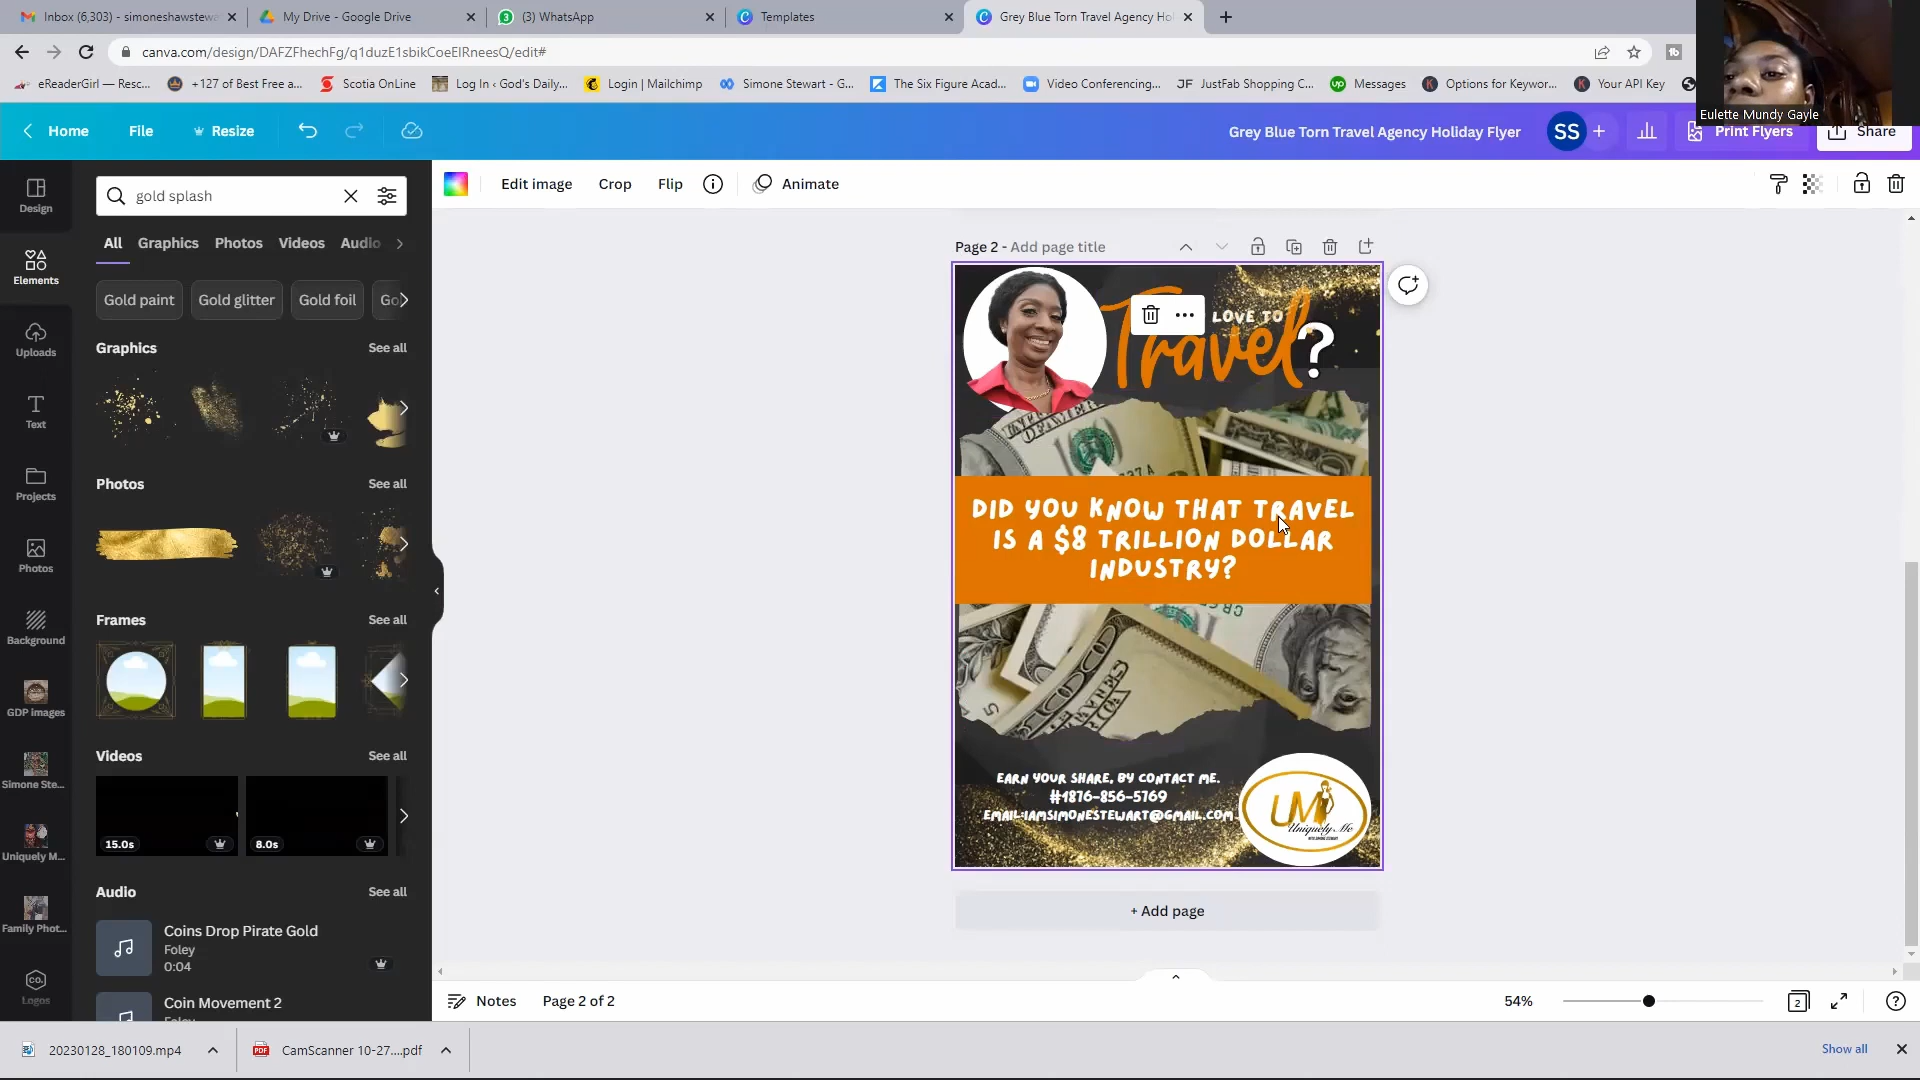 Inbox (6,303) - simoneshawstewa
My Drive - Google Drive
(3) WhatsApp
Templates
Grey Blue Torn Travel Agency Ho
canva.com/design/DAFZFhechFg/q1duzE1sbikCoeElRneesQ/edit#
eReaderGirl — Resc...
+127 of Best Free a...
Scotia OnLine
Log In ‹ God's Daily...
Login | Mailchimp
Simone Stewart - G...
The Six Figure Acad...
Video Conferencing...
JF JustFab Shopping C...
Messages
Options for Keywor...
Your API Key
Eulette Mundy Gayle
Home
File
Resize
Grey Blue Torn Travel Agency Holiday Flyer
SS
Print Flyers
Share
Design
Elements
Uploads
Text
Projects
Photos
Background
GDP images
Simone Ste...
Uniquely M...
Family Phot...
Logos
gold splash
All
Graphics
Photos
Videos
Audio
Gold paint
Gold glitter
Gold foil
Go
Graphics
See all
Photos
See all
Frames
See all
Videos
See all
15.0s
8.0s
Audio
See all
Coins Drop Pirate Gold
Foley
0:04
Coin Movement 2
Edit image
Crop
Flip
Animate
Page 2 - Add page title
LOVE TO
Travel?
DID YOU KNOW THAT TRAVEL
IS A $8 TRILLION DOLLAR
INDUSTRY?
EARN YOUR SHARE, BY CONTACT ME.
#1876-856-5769
EMAIL:IAMSIMONESTEWART@GMAIL.COM
UM
Uniquely Me
WITH SIMONE STEWART
+ Add page
Notes
Page 2 of 2
54%
2
20230128_180109.mp4
CamScanner 10-27....pdf
Show all